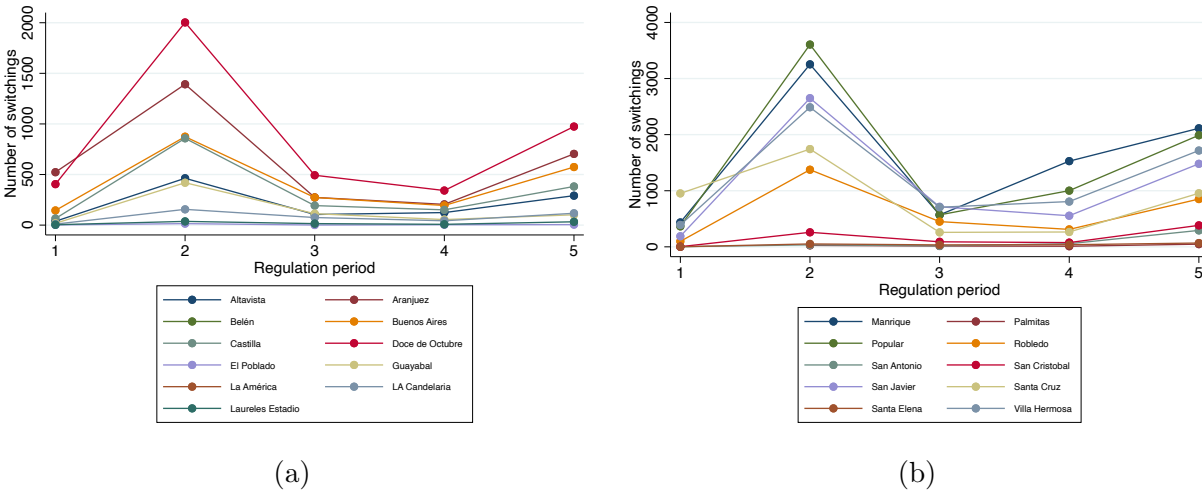 Number of switchings
2000
1500
1000
500
0
1 2 3 4 5
Regulation period
Altavista Aranjuez
Belén Buenos Aires
Castilla Doce de Octubre
El Poblado Guayabal
La América LA Candelaria
Laureles Estadio
(a)
Number of switchings
4000
3000
2000
1000
0
1 2 3 4 5
Regulation period
Manrique Palmitas
Popular Robledo
San Antonio San Cristobal
San Javier Santa Cruz
Santa Elena Villa Hermosa
(b)